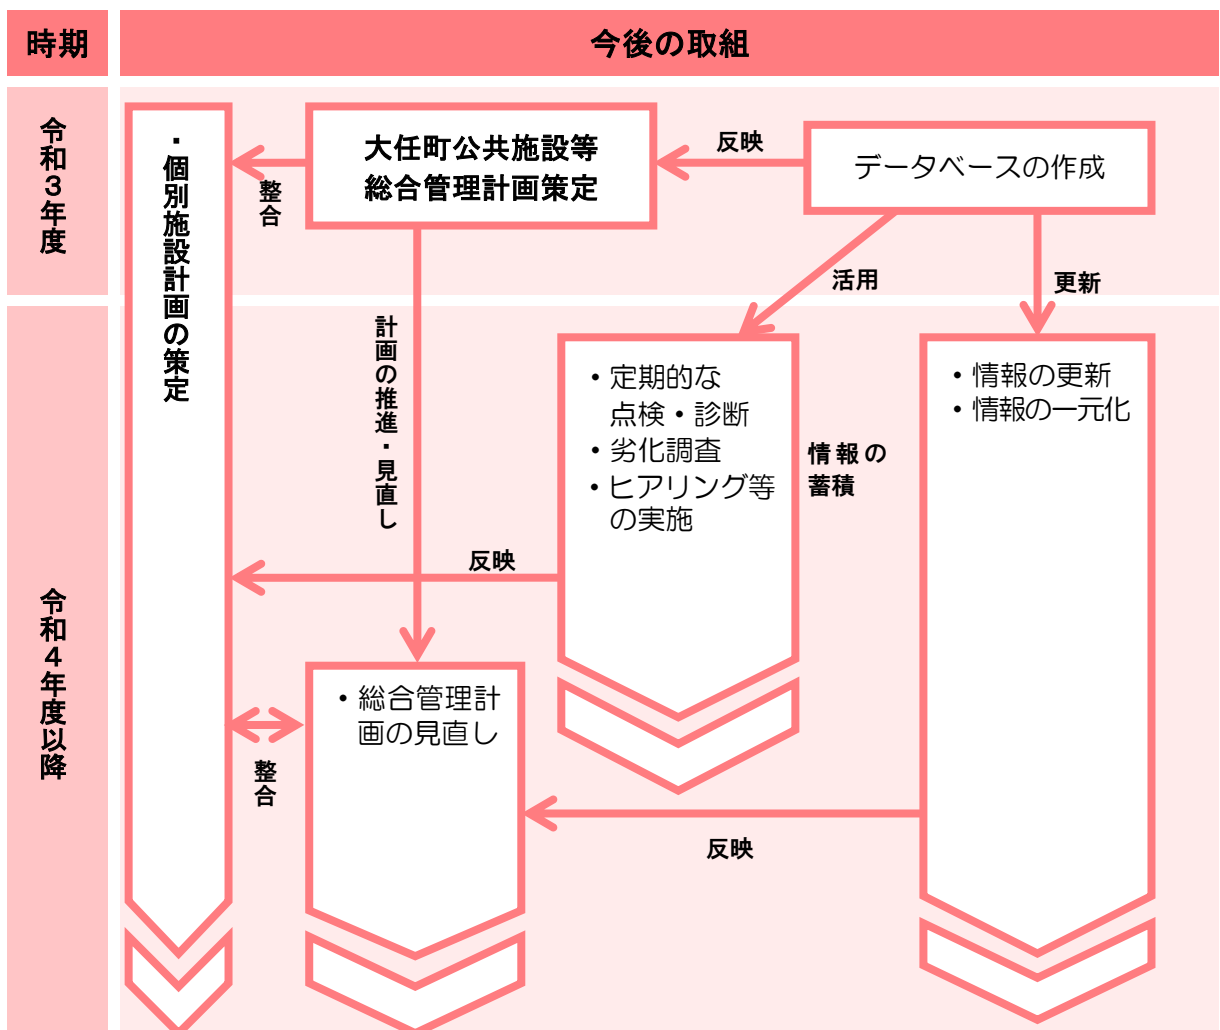 時期
今後の取組
令和３年度
・個別施設計画の策定
整合
大任町公共施設等
総合管理計画策定
反映
データベースの作成
活用
更新
令和４年度以降
計画の推進・見直し
・定期的な
点検・診断
・劣化調査
・ヒアリング等
の実施
情報の
蓄積
・情報の更新
・情報の一元化
反映
整合
・総合管理計
画の見直し
反映